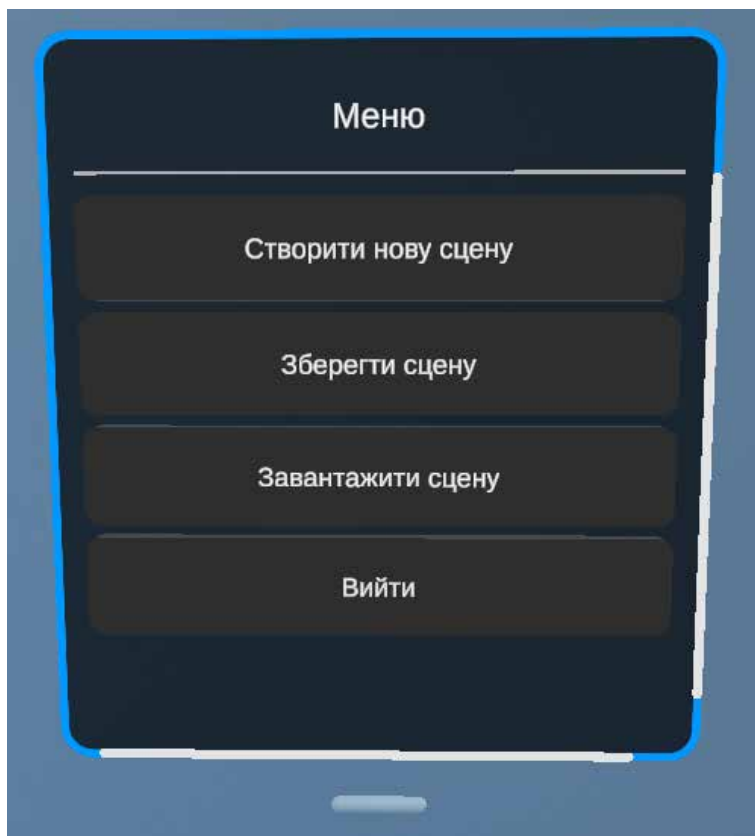 Меню
Створити нову сцену
Зберегти сцену
Завантажити сцену
Вийти